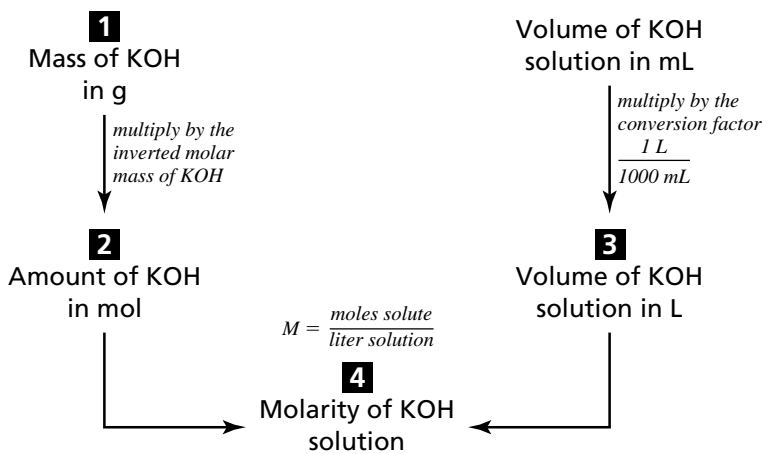 1
Mass of KOH
in g
multiply by the
inverted molar
mass of KOH
2
Amount of KOH
in mol
Volume of KOH
solution in mL
multiply by the
conversion factor
1 L
1000 mL
3
Volume of KOH
solution in L
M = moles solute
liter solution
4
Molarity of KOH
solution